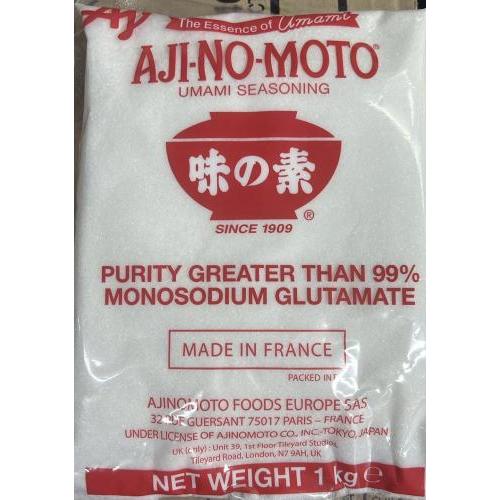 The Essence of Umami
AJI-NO-MOTO®
UMAMI SEASONING
味の素
®
SINCE 1909
PURITY GREATER THAN 99%
MONOSODIUM GLUTAMATE
MADE IN FRANCE
PACKED IN
AJINOMOTO FOODS EUROPE SAS
GUERSANT 75017 PARIS – FRANCE
UNDER LICENSE OF AJINOMOTO CO., INC. TOKYO, JAPAN
UK (only) : Unit 39, 1st Floor Tileyard Studios,
Tileyard Road, London, N7 9AH, UK
NET WEIGHT 1 kg ℮